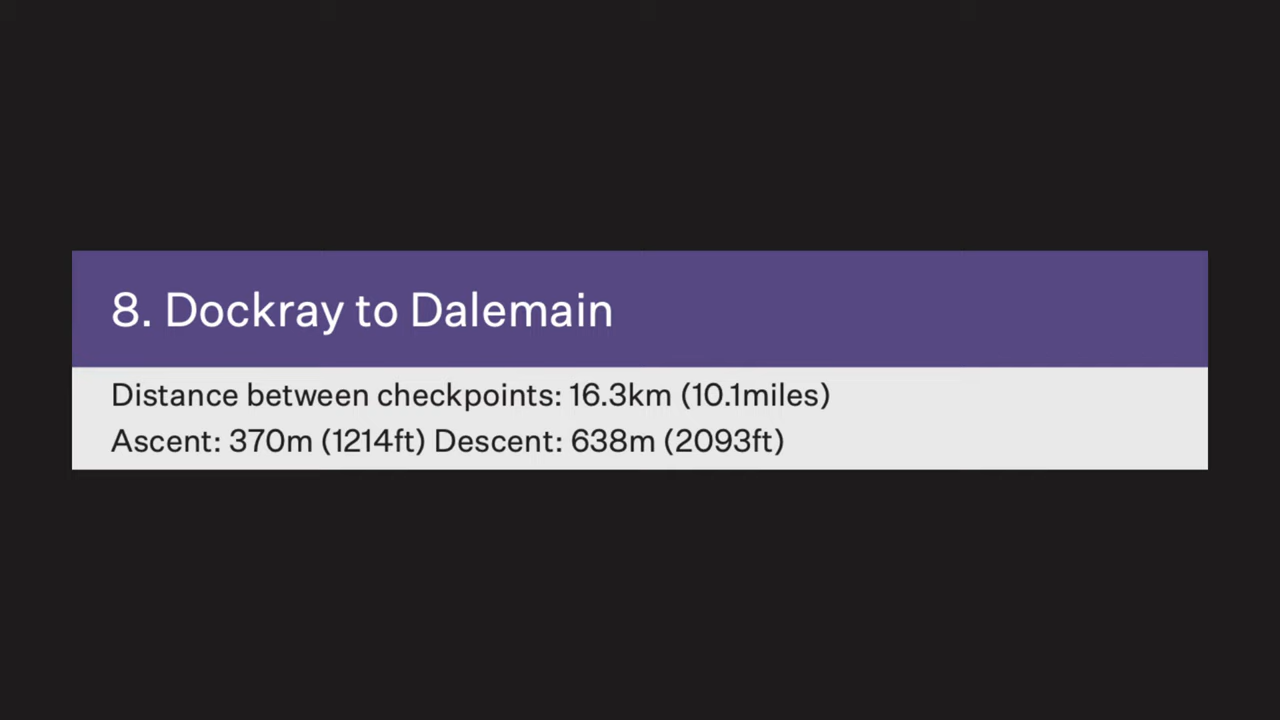 8. Dockray to Dalemain
Distance between checkpoints: 16.3km (10.1miles)
Ascent: 370m (1214ft) Descent: 638m (2093ft)